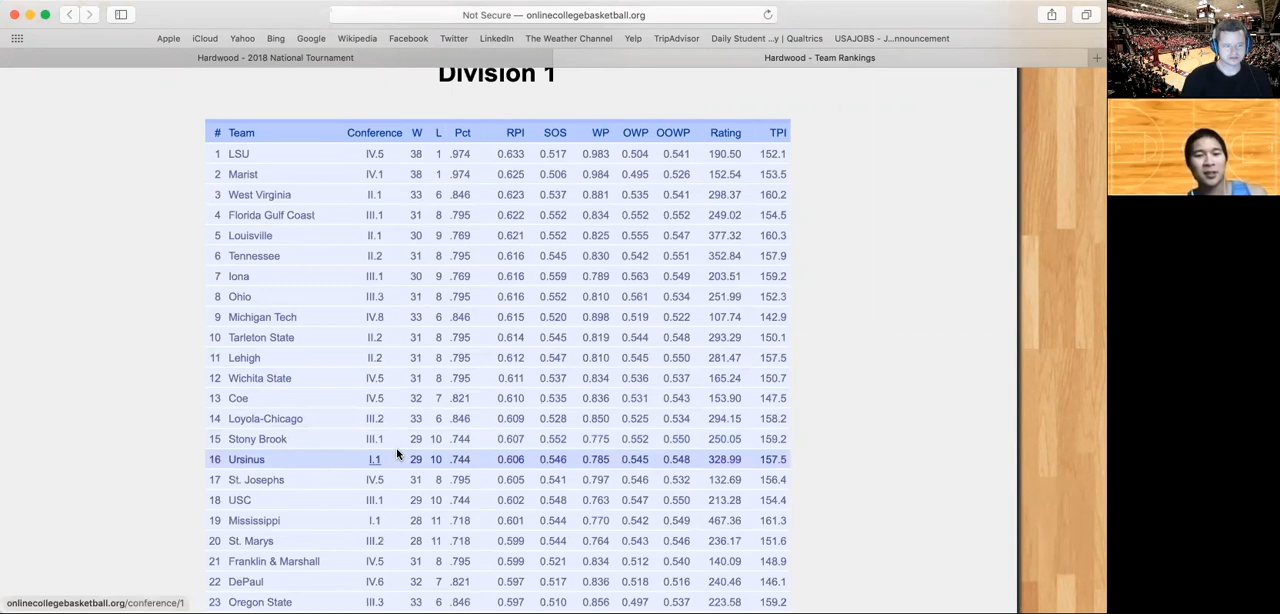 Not Secure — onlinecollegebasketball.org
Apple iCloud Yahoo Bing Google Wikipedia Facebook Twitter LinkedIn The Weather Channel Yelp TripAdvisor Daily Student ...y | Qualtrics USAJOBS - J...nnouncement
Hardwood - 2018 National Tournament Hardwood - Team Rankings
Division 1
# Team Conference W L Pct RPI SOS WP OWP OOWP Rating TPI
1 LSU IV.5 38 1 .974 0.633 0.517 0.983 0.504 0.541 190.50 152.1
2 Marist IV.1 38 1 .974 0.625 0.506 0.984 0.495 0.526 152.54 153.5
3 West Virginia II.1 33 6 .846 0.623 0.537 0.881 0.535 0.541 298.37 160.2
4 Florida Gulf Coast III.1 31 8 .795 0.622 0.552 0.834 0.552 0.552 249.02 154.5
5 Louisville II.1 30 9 .769 0.621 0.552 0.825 0.555 0.547 377.32 160.3
6 Tennessee II.2 31 8 .795 0.616 0.545 0.830 0.542 0.551 352.84 157.9
7 Iona III.1 30 9 .769 0.616 0.559 0.789 0.563 0.549 203.51 159.2
8 Ohio III.3 31 8 .795 0.616 0.552 0.810 0.561 0.534 251.99 152.3
9 Michigan Tech IV.8 33 6 .846 0.615 0.520 0.898 0.519 0.522 107.74 142.9
10 Tarleton State II.2 31 8 .795 0.614 0.545 0.819 0.544 0.548 293.29 150.1
11 Lehigh II.2 31 8 .795 0.612 0.547 0.810 0.545 0.550 281.47 157.5
12 Wichita State IV.5 31 8 .795 0.611 0.537 0.834 0.536 0.537 165.24 150.7
13 Coe IV.5 32 7 .821 0.610 0.535 0.836 0.531 0.543 153.90 147.5
14 Loyola-Chicago III.2 33 6 .846 0.609 0.528 0.850 0.525 0.534 294.15 158.2
15 Stony Brook III.1 29 10 .744 0.607 0.552 0.775 0.552 0.550 250.05 159.2
16 Ursinus I.1 29 10 .744 0.606 0.546 0.785 0.545 0.548 328.99 157.5
17 St. Josephs IV.5 31 8 .795 0.605 0.541 0.797 0.546 0.532 132.69 156.4
18 USC III.1 29 10 .744 0.602 0.548 0.763 0.547 0.550 213.28 154.4
19 Mississippi I.1 28 11 .718 0.601 0.544 0.770 0.542 0.549 467.36 161.3
20 St. Marys III.2 28 11 .718 0.599 0.544 0.764 0.543 0.546 236.17 151.6
21 Franklin & Marshall IV.5 31 8 .795 0.599 0.521 0.834 0.512 0.540 140.09 148.9
22 DePaul IV.6 32 7 .821 0.597 0.517 0.836 0.518 0.516 240.46 146.1
23 Oregon State III.3 33 6 .846 0.597 0.510 0.856 0.497 0.537 223.58 159.2
onlinecollegebasketball.org/conference/1